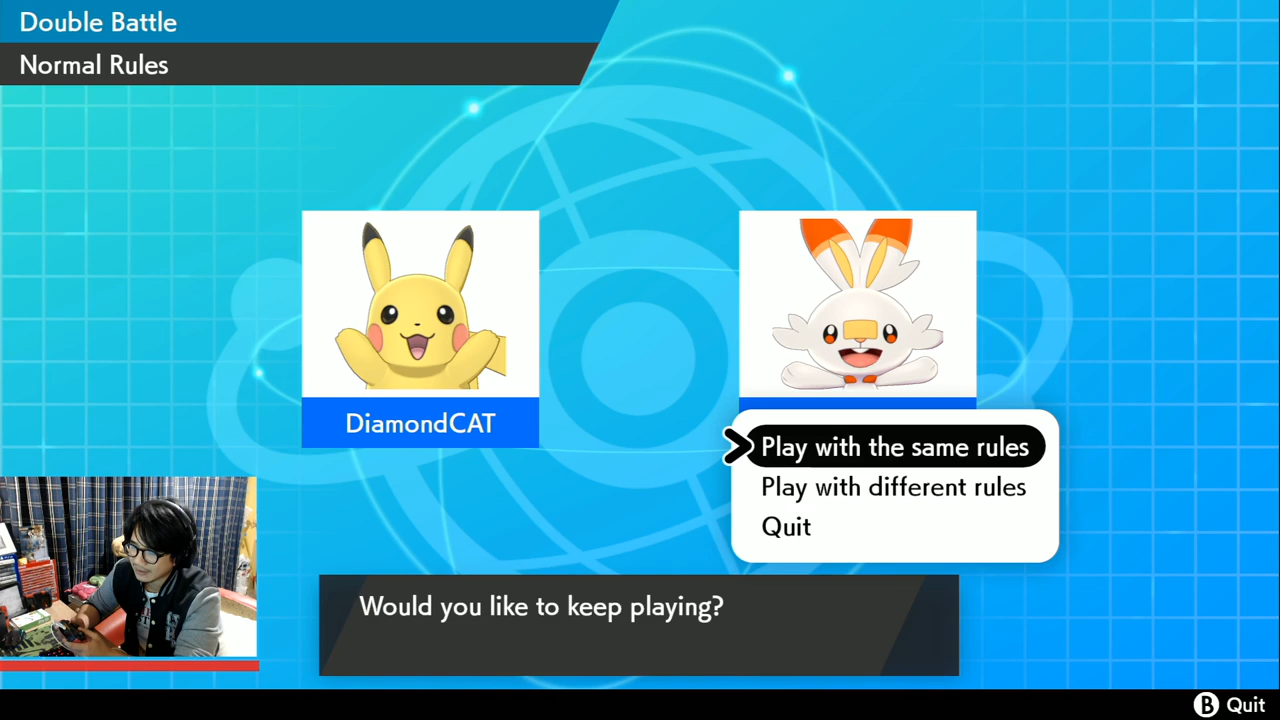 Double Battle
Normal Rules
DiamondCAT
Play with the same rules
Play with different rules
Quit
Would you like to keep playing?
B Quit